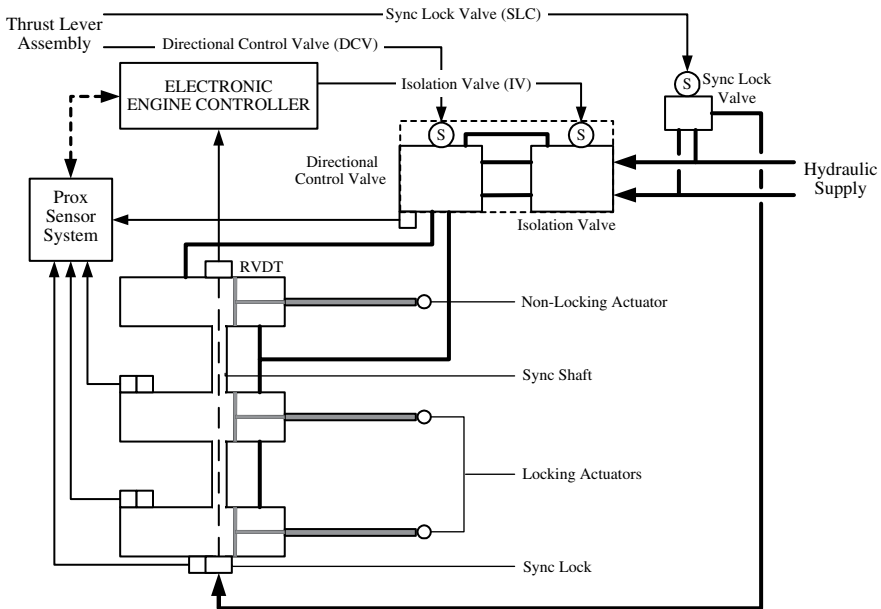 Sync Lock Valve (SLC)
Thrust Lever
Assembly
Directional Control Valve (DCV)
ELECTRONIC
ENGINE CONTROLLER
Isolation Valve (IV)
S
Sync Lock
Valve
S
S
Directional
Control Valve
Hydraulic
Supply
Prox
Sensor
System
Isolation Valve
RVDT
Non-Locking Actuator
Sync Shaft
Locking Actuators
Sync Lock